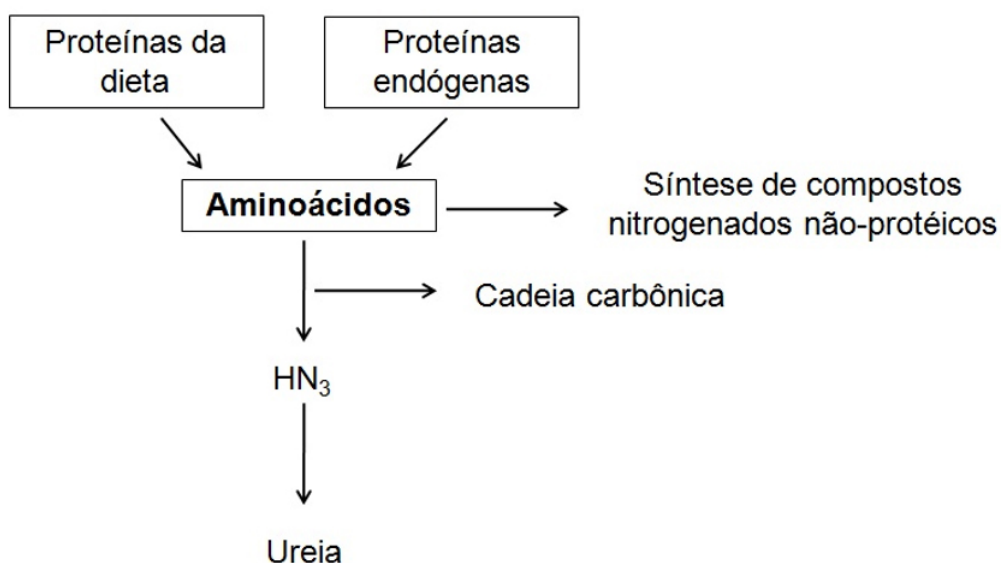 Proteínas da
dieta
Proteínas
endógenas
Aminoácidos
Síntese de compostos
nitrogenados não-protéicos
Cadeia carbônica
HN₃
Ureia